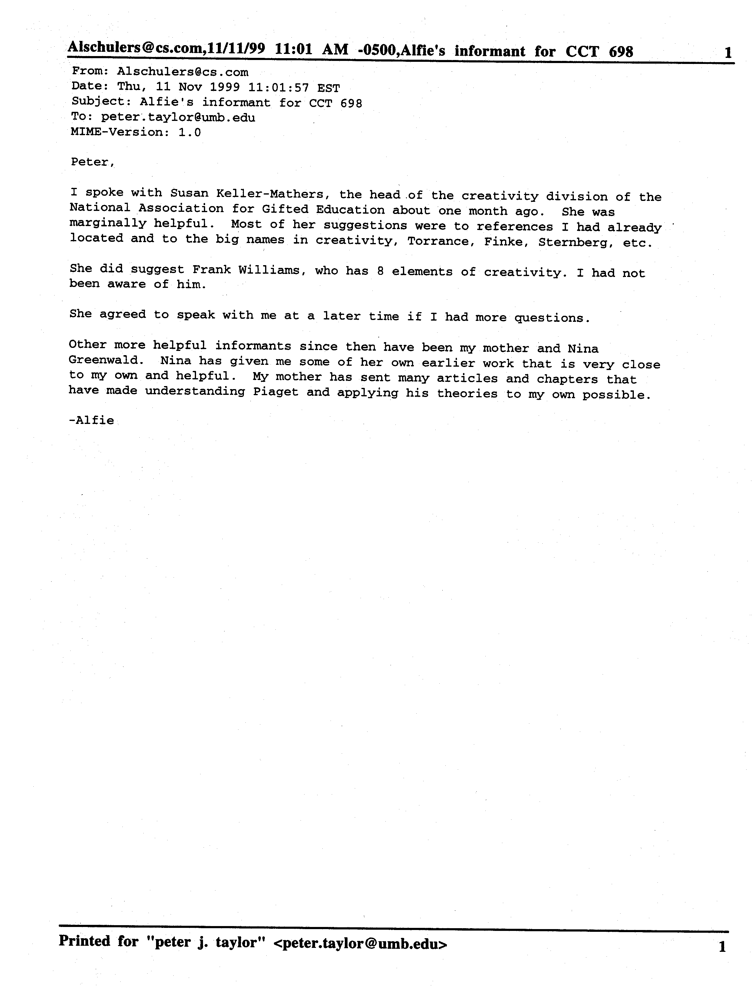 Alschulers@cs.com,11/11/99 11:01 AM -0500,Alfie's informant for CCT 698 1
From: Alschulers@cs.com
Date: Thu, 11 Nov 1999 11:01:57 EST
Subject: Alfie's informant for CCT 698
To: peter.taylor@umb.edu
MIME-Version: 1.0
Peter,
I spoke with Susan Keller-Mathers, the head of the creativity division of the
National Association for Gifted Education about one month ago. She was
marginally helpful. Most of her suggestions were to references I had already
located and to the big names in creativity, Torrance, Finke, Sternberg, etc.
She did suggest Frank Williams, who has 8 elements of creativity. I had not
been aware of him.
She agreed to speak with me at a later time if I had more questions.
Other more helpful informants since then have been my mother and Nina
Greenwald. Nina has given me some of her own earlier work that is very close
to my own and helpful. My mother has sent many articles and chapters that
have made understanding Piaget and applying his theories to my own possible.
-Alfie
Printed for "peter j. taylor" <peter.taylor@umb.edu> 1